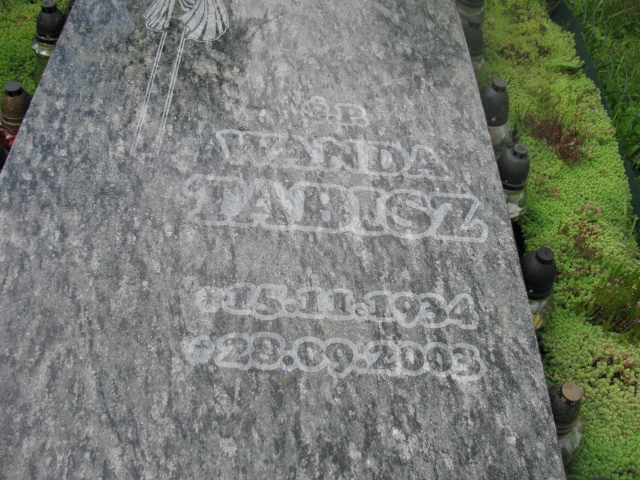 Ś.P.
WANDA
TABISZ
*15.11.1934
+28.09.2003